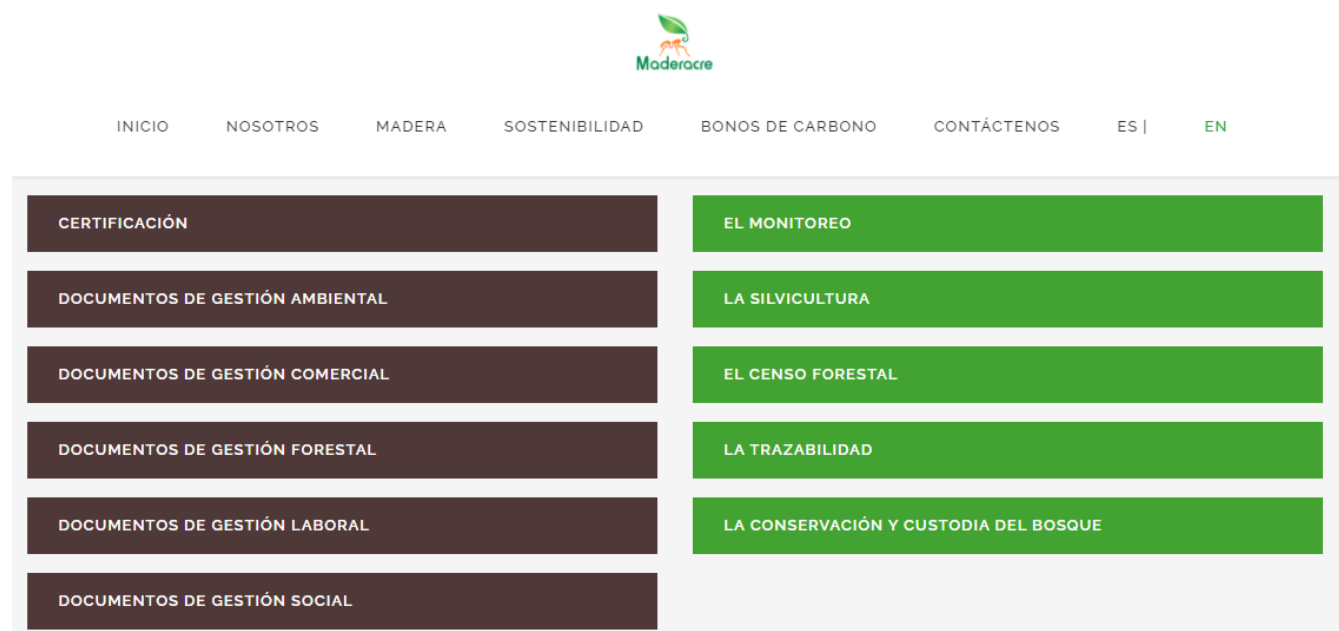 Maderacre
INICIO NOSOTROS MADERA SOSTENIBILIDAD BONOS DE CARBONO CONTÁCTENOS ES | EN
CERTIFICACIÓN
DOCUMENTOS DE GESTIÓN AMBIENTAL
DOCUMENTOS DE GESTIÓN COMERCIAL
DOCUMENTOS DE GESTIÓN FORESTAL
DOCUMENTOS DE GESTIÓN LABORAL
DOCUMENTOS DE GESTIÓN SOCIAL
EL MONITOREO
LA SILVICULTURA
EL CENSO FORESTAL
LA TRAZABILIDAD
LA CONSERVACIÓN Y CUSTODIA DEL BOSQUE